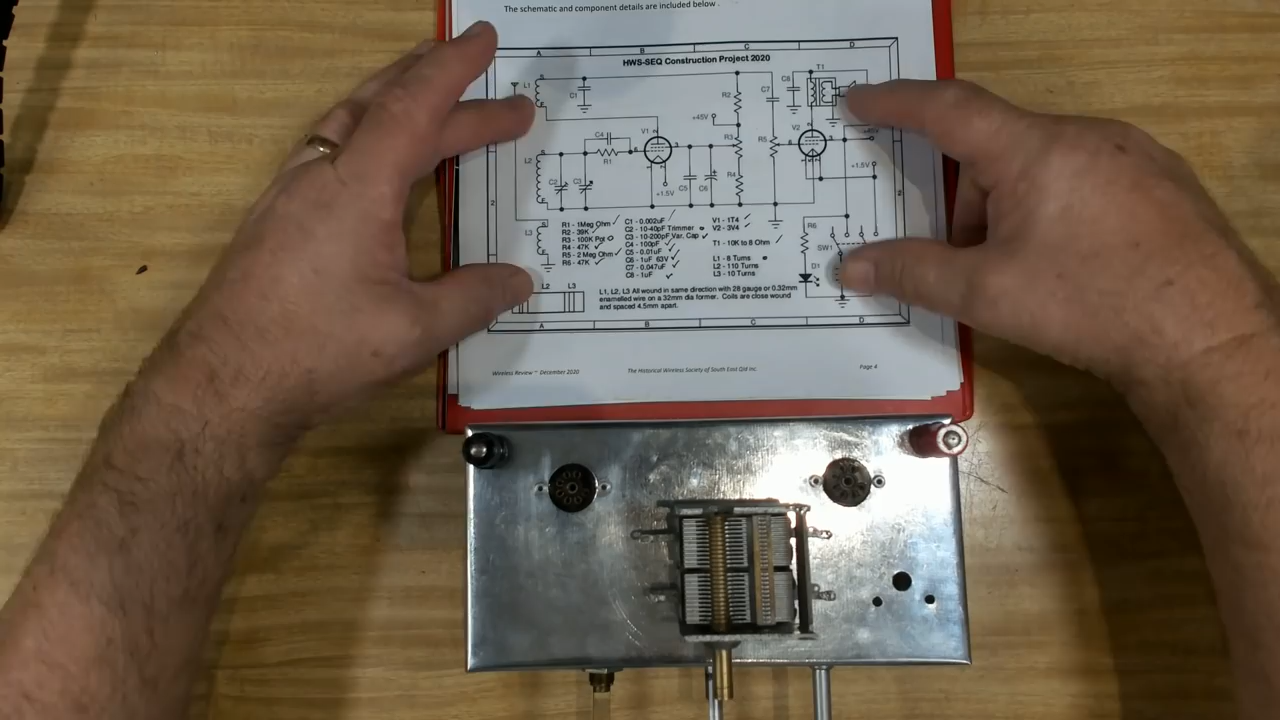 The schematic and component details are included below .
A B C D
HWS-SEQ Construction Project 2020
L1 C1 R2 C7 C8 T1
+45V
C4 V1 R3 R5 V2
R1
L2 C2 C3 +1.5V C5 C6 R4 +1.5V
2 2
R1 - 1Meg Ohm
R2 - 39K
R3 - 100K Pot
R4 - 47K
R5 - 2 Meg Ohm
R6 - 47K
C1 - 0.002uF
C2 - 10-40pF Trimmer
C3 - 10-200pF Var. Cap
C4 - 100pF
C5 - 0.01uF
C6 - 1uF 63V
C7 - 0.047uF
C8 - 1uF
V1 - 1T4
V2 - 3V4
T1 - 10K to 8 Ohm
L1 - 8 Turns
L2 - 110 Turns
L3 - 10 Turns
R6
SW1
D1
L3
L2 L3
L1, L2, L3 All wound in same direction with 28 gauge or 0.32mm
enamelled wire on a 32mm dia former. Coils are close wound
and spaced 4.5mm apart.
A B C D
Wireless Review ~ December 2020 The Historical Wireless Society of South East Qld Inc. Page 4